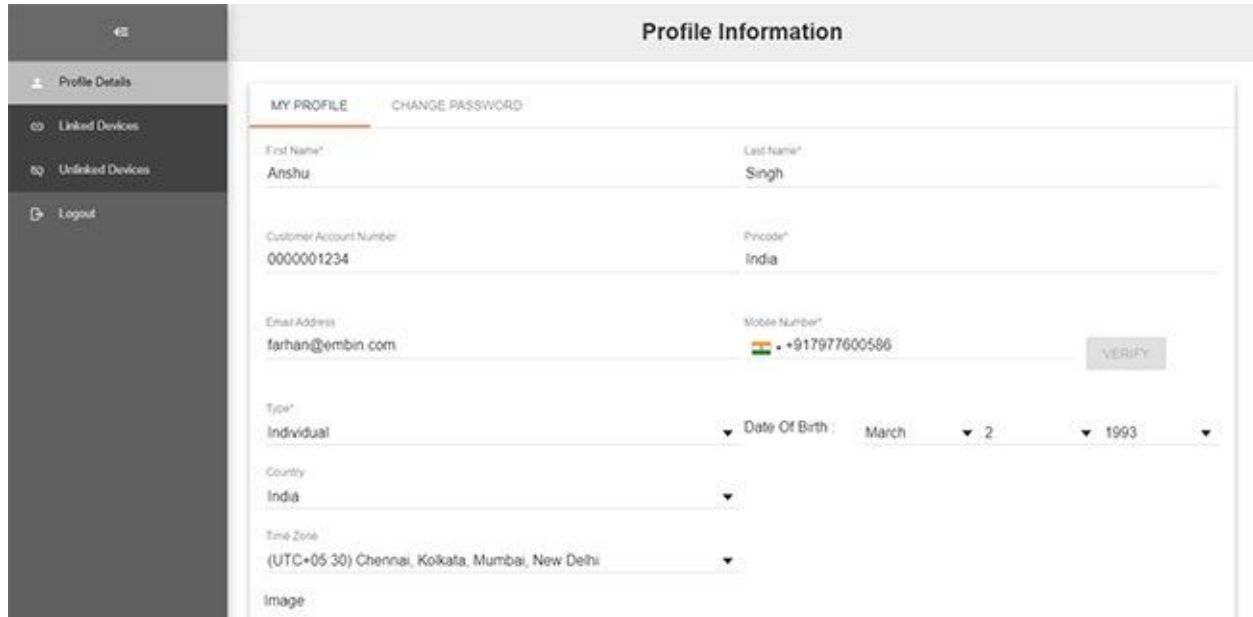 Profile Information
Profile Details
Linked Devices
Unlinked Devices
Logout
MY PROFILE CHANGE PASSWORD
First Name* Last Name*
Anshu Singh
Customer Account Number Pincode*
0000001234 India
Email Address Mobile Number*
farhan@embin.com +917977600586 VERIFY
Type*
Individual Date Of Birth : March 2 1993
Country
India
Time Zone
(UTC+05 30) Chennai, Kolkata, Mumbai, New Delhi
Image